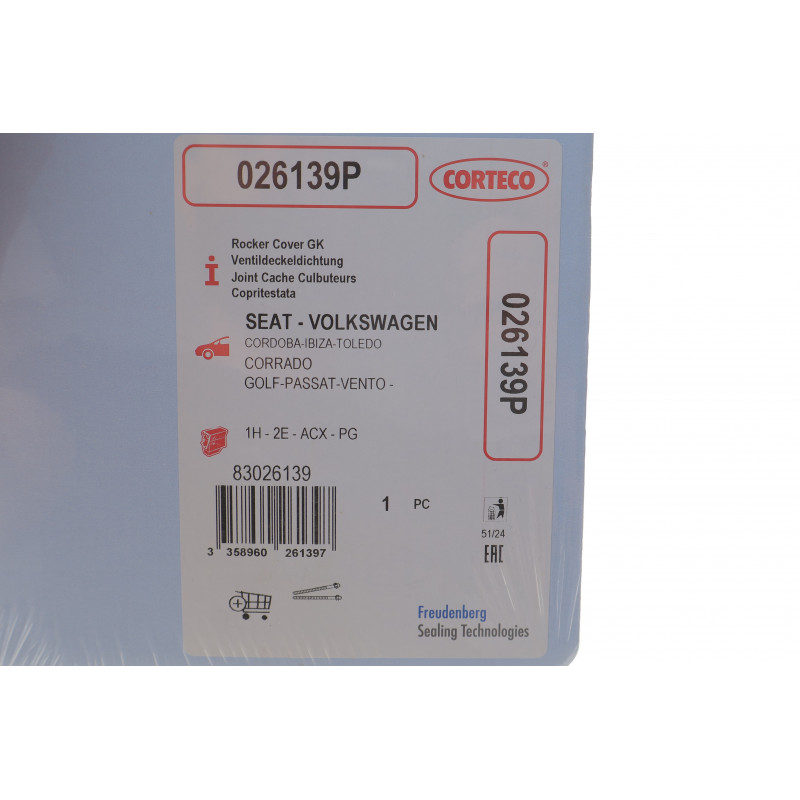 026139P
CORTECO®
Rocker Cover GK
Ventildeckeldichtung
Joint Cache Culbuteurs
Copritestata
SEAT - VOLKSWAGEN
CORDOBA-IBIZA-TOLEDO
CORRADO
GOLF-PASSAT-VENTO -
026139P
1H - 2E - ACX - PG
83026139
1 PC
3 358960 261397
51/24
EAC
Freudenberg
Sealing Technologies